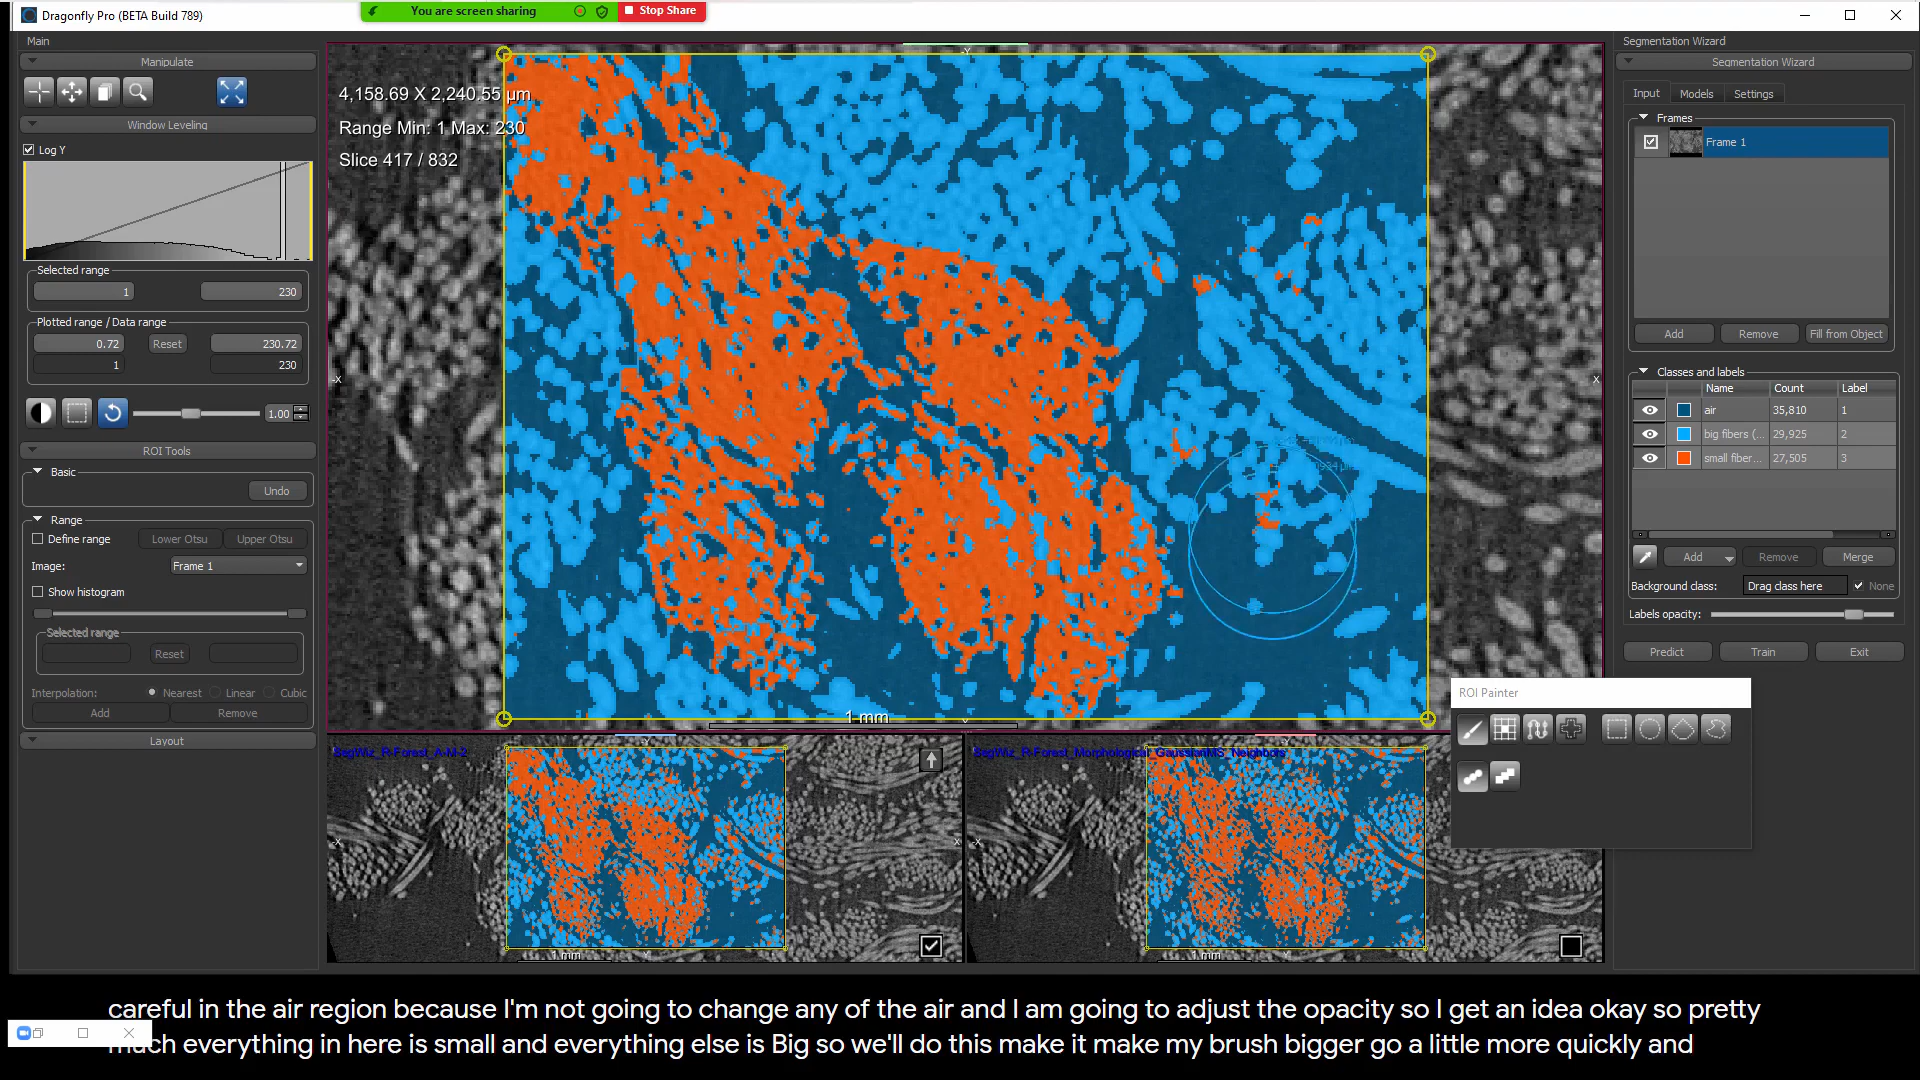 Dragonfly Pro (BETA Build 789)
You are screen sharing
Stop Share
Main
Manipulate
Window Leveling
Log Y
Selected range
1
230
Plotted range / Data range
0.72
Reset
230.72
1
230
1.00
ROI Tools
Basic
Undo
Range
Define range
Lower Otsu
Upper Otsu
Image:
Frame 1
Show histogram
Selected range
Reset
Interpolation:
Nearest
Linear
Cubic
Add
Remove
Layout
-Y
4,158.69 X 2,240.55 µm
Range Min: 1 Max: 230
Slice 417 / 832
-X
X
1 mm
Y
SegWiz_R-Forest_A-M-2
-X
X
1 mm
SegWiz_R-Forest_Morphological_GaussianMS_Neighbors
-X
1 mm
Segmentation Wizard
Segmentation Wizard
Input
Models
Settings
Frames
Frame 1
Add
Remove
Fill from Object
Classes and labels
Name
Count
Label
air
35,810
1
big fibers (...
29,925
2
small fiber...
27,505
3
Add
Remove
Merge
Background class:
Drag class here
None
Labels opacity:
Predict
Train
Exit
ROI Painter
careful in the air region because I'm not going to change any of the air and I am going to adjust the opacity so I get an idea okay so pretty
much everything in here is small and everything else is Big so we'll do this make it make my brush bigger go a little more quickly and